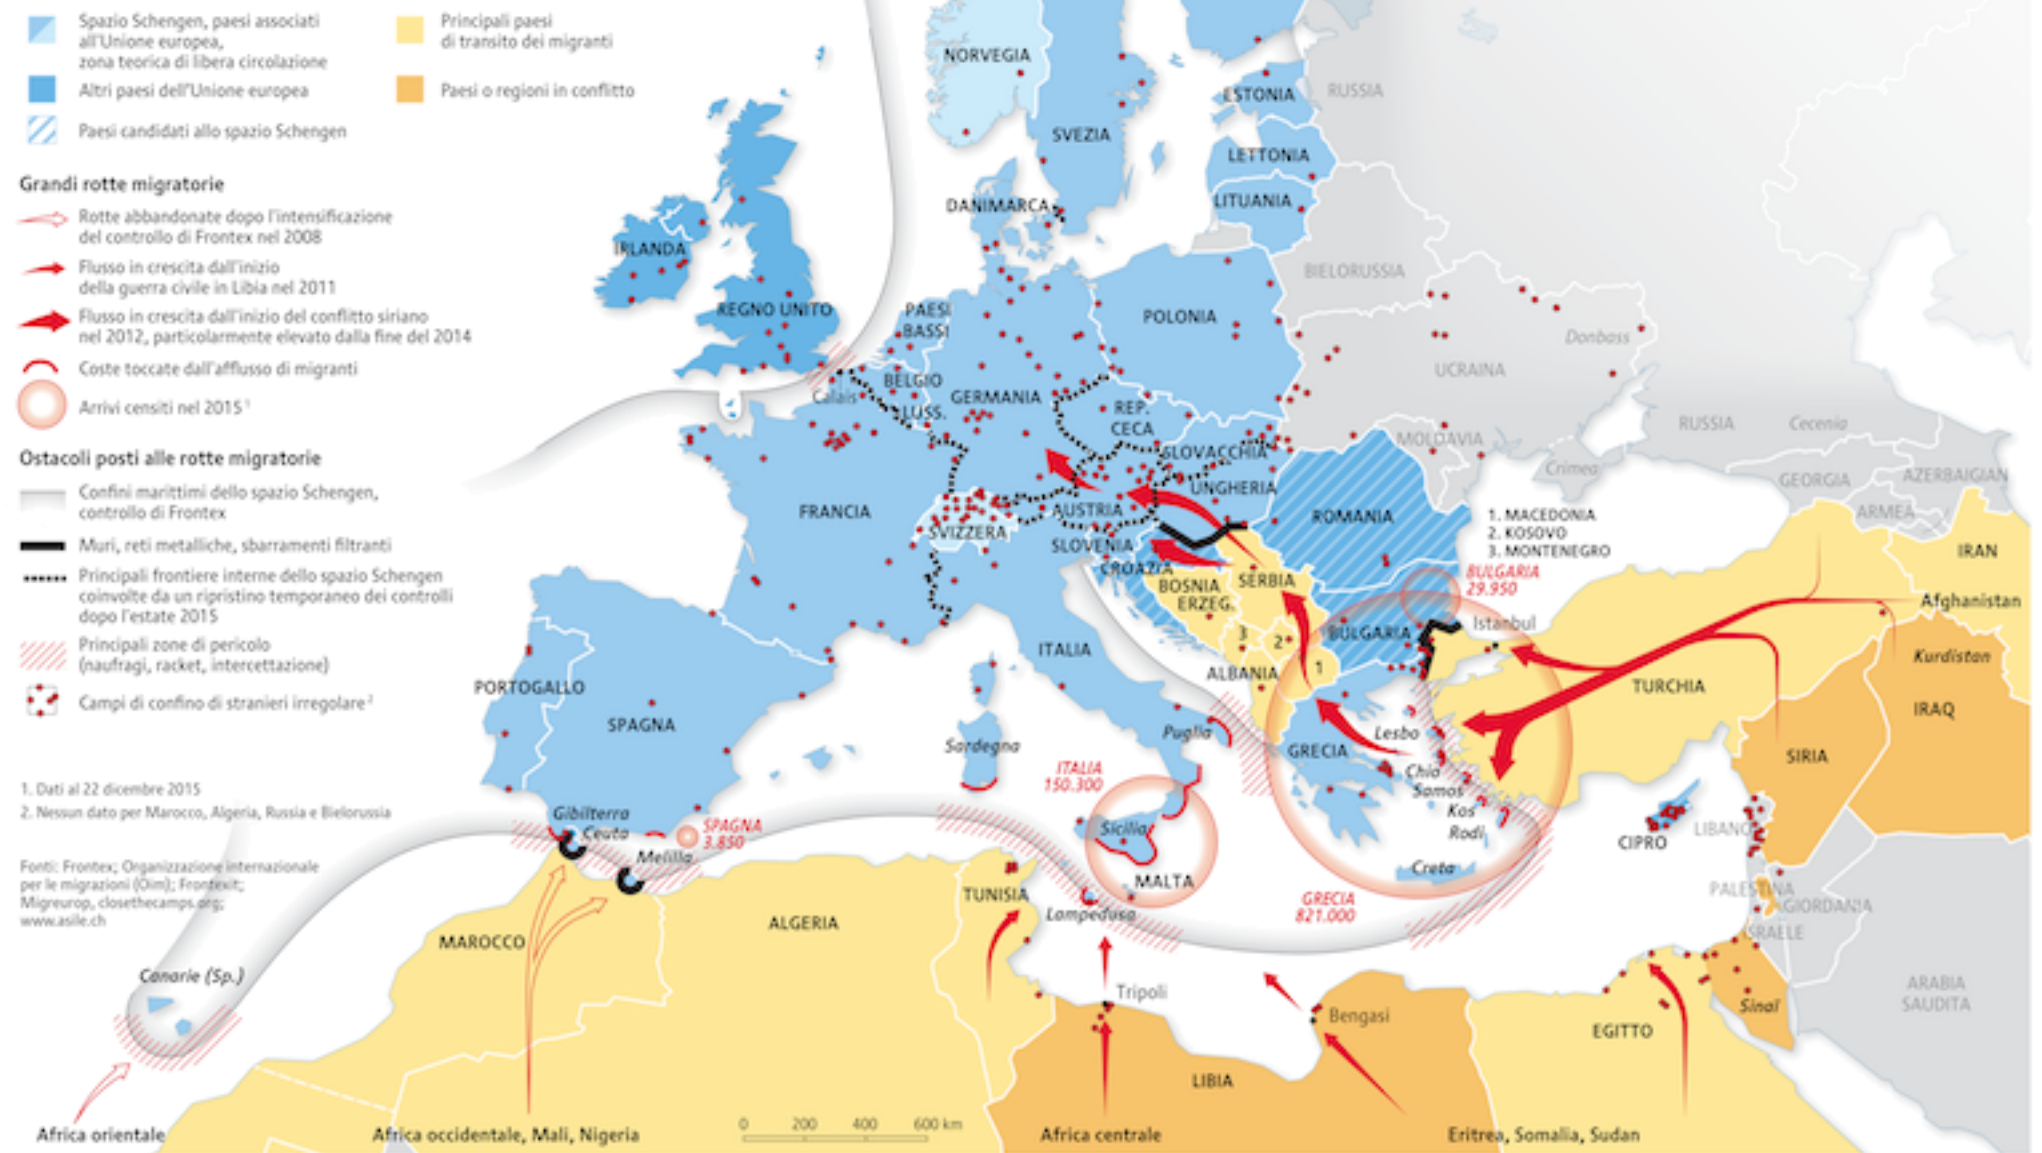 Spazio Schengen, paesi associati
all'Unione europea,
zona teorica di libera circolazione
Altri paesi dell'Unione europea
Paesi candidati allo spazio Schengen
Principali paesi
di transito dei migranti
Paesi o regioni in conflitto
Grandi rotte migratorie
Rotte abbandonate dopo l'intensificazione
del controllo di Frontex nel 2008
Flusso in crescita dall'inizio
della guerra civile in Libia nel 2011
Flusso in crescita dall'inizio del conflitto siriano
nel 2012, particolarmente elevato dalla fine del 2014
Coste toccate dall'afflusso di migranti
Arrivi censiti nel 2015 1
Ostacoli posti alle rotte migratorie
Confini marittimi dello spazio Schengen,
controllo di Frontex
Muri, reti metalliche, sbarramenti filtranti
Principali frontiere interne dello spazio Schengen
coinvolte da un ripristino temporaneo dei controlli
dopo l'estate 2015
Principali zone di pericolo
(naufragi, racket, intercettazione)
Campi di confino di stranieri irregolare 2
1. Dati al 22 dicembre 2015
2. Nessun dato per Marocco, Algeria, Russia e Bielorussia
Fonti: Frontex; Organizzazione internazionale
per le migrazioni (Oim); Frontexit;
Migreurop, closethecamps.org;
www.asile.ch
NORVEGIA
SVEZIA
ESTONIA
RUSSIA
LETTONIA
LITUANIA
DANIMARCA
IRLANDA
REGNO UNITO
PAESI
BASSI
POLONIA
BIELORUSSIA
Donbass
UCRAINA
BELGIO
Calais
LUSS.
GERMANIA
REP.
CECA
SLOVACCHIA
MOLDAVIA
RUSSIA
Cecenia
Crimea
GEORGIA
AZERBAIGIAN
ARMEA
UNGHERIA
FRANCIA
SVIZZERA
AUSTRIA
SLOVENIA
ROMANIA
1. MACEDONIA
2. KOSOVO
3. MONTENEGRO
CROAZIA
BOSNIA
ERZEG.
SERBIA
BULGARIA
29.950
IRAN
Afghanistan
BULGARIA
Istanbul
3
2
1
ITALIA
ALBANIA
Kurdistan
PORTOGALLO
SPAGNA
TURCHIA
IRAQ
Puglia
Sardegna
GRECIA
Lesbo
SIRIA
ITALIA
150.300
Chio
Samos
Kos
Rodi
Gibilterra
Ceuta
SPAGNA
3.850
Melilla
Sicilia
CIPRO
LIBANO
Creta
MALTA
TUNISIA
Lampedusa
GRECIA
821.000
PALESTINA
GIORDANIA
ISRAELE
ALGERIA
MAROCCO
Canarie (Sp.)
Tripoli
Bengasi
Sinai
ARABIA
SAUDITA
EGITTO
LIBIA
0 200 400 600 km
Africa orientale
Africa occidentale, Mali, Nigeria
Africa centrale
Eritrea, Somalia, Sudan